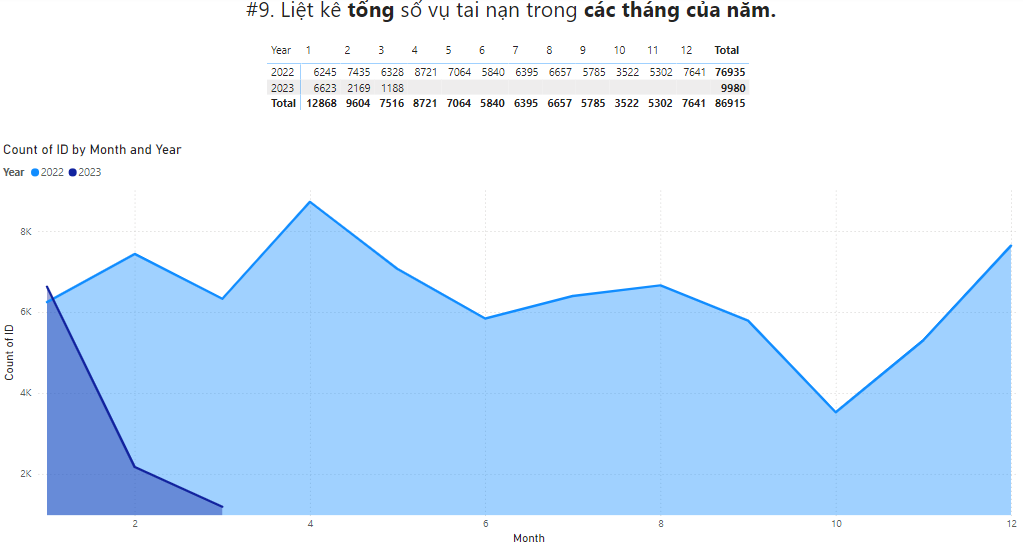 #9. Liệt kê tổng số vụ tai nạn trong các tháng của năm.
Year 1 2 3 4 5 6 7 8 9 10 11 12 Total
2022 6245 7435 6328 8721 7064 5840 6395 6657 5785 3522 5302 7641 76935
2023 6623 2169 1188 9980
Total 12868 9604 7516 8721 7064 5840 6395 6657 5785 3522 5302 7641 86915
Count of ID by Month and Year
Year 2022 2023
8K
6K
4K
2K
Count of ID
2 4 6 8 10 12
Month